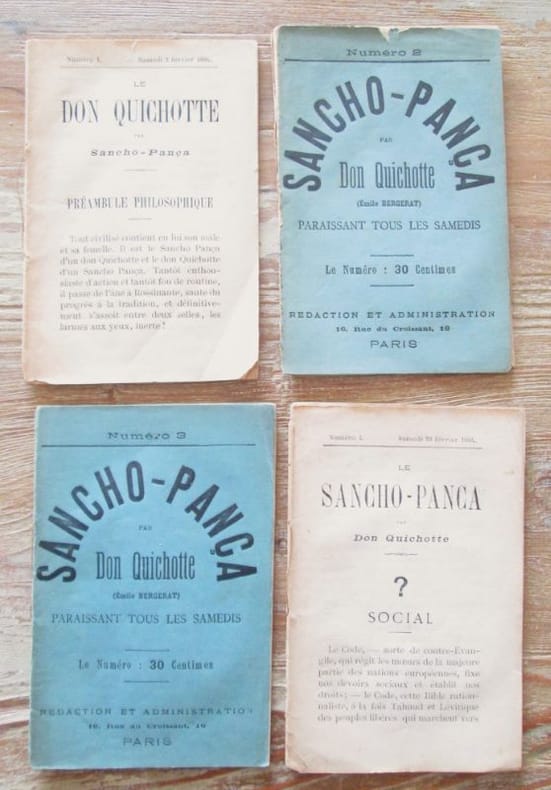 Numéro 1. — Samedi 2 février
LE
DON QUICHOTTE
PAR
Sancho-Pança
PRÉAMBULE PHILOSOPHIQUE
Tout civilisé contient en lui son mâle
et sa femelle. Il est le Sancho Pança
d'un don Quichotte et le don Quichotte
d'un Sancho Pança. Tantôt enthou-
siaste d'action et tantôt fou de routine,
il passe de l'âne à Rossinante, saute du
progrès à la tradition, et définitive-
ment s'assoit entre deux selles, les
larmes aux yeux, inerte!
Numéro 2
SANCHO-PANÇA
PAR
Don Quichotte
(Émile BERGERAT)
PARAISSANT TOUS LES SAMEDIS
Le Numéro : 30 Centimes
REDACTION ET ADMINISTRATION
16, Rue du Croissant, 16
PARIS
Numéro 3
SANCHO-PANÇA
PAR
Don Quichotte
(Émile BERGERAT)
PARAISSANT TOUS LES SAMEDIS
Le Numéro : 30 Centimes
REDACTION ET ADMINISTRATION
16, Rue du Croissant, 16
PARIS
Numéro Samedi 23 février
LE
SANCHO-PANCA
PAR
Don Quichotte
?
SOCIAL
Le Code, — sorte de contre-Évan-
gile, qui régit les mœurs de la majeure
partie des nations européennes, fixe
nos devoirs sociaux et établit nos
droits; — le Code, cette Bible ration-
naliste, à la fois Talmud et Lévitique
des peuples libérés qui marchent vers